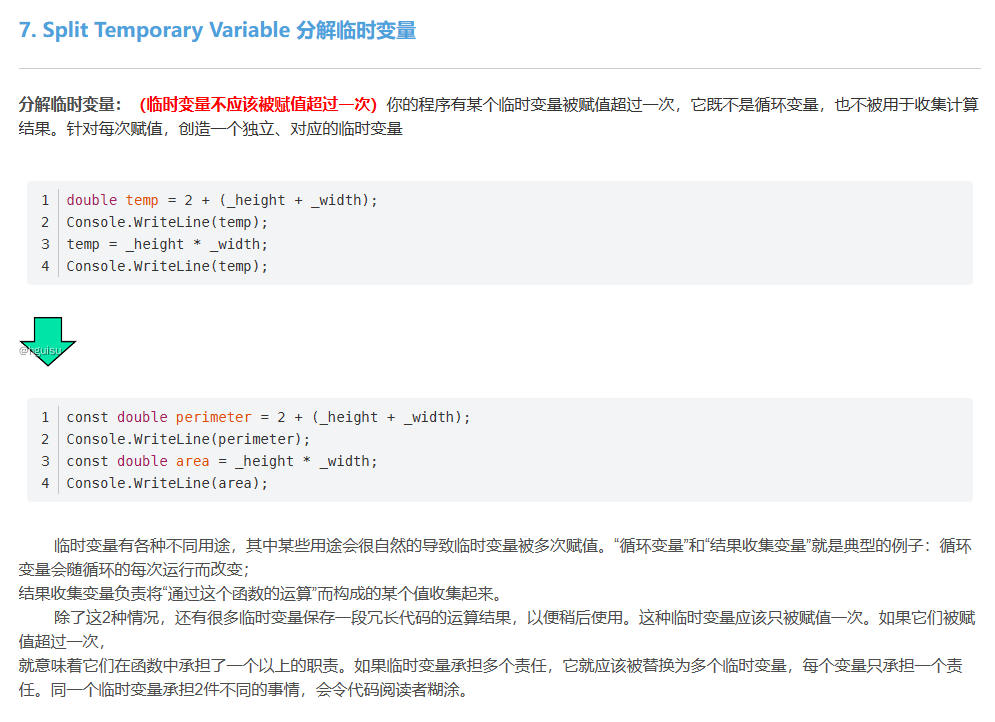 7. Split Temporary Variable 分解临时变量
分解临时变量：（临时变量不应该被赋值超过一次）你的程序有某个临时变量被赋值超过一次，它既不是循环变量，也不被用于收集计算
结果。针对每次赋值，创造一个独立、对应的临时变量
1 double temp = 2 + (_height + _width);
2 Console.WriteLine(temp);
3 temp = _height * _width;
4 Console.WriteLine(temp);
@hguisu
1 const double perimeter = 2 + (_height + _width);
2 Console.WriteLine(perimeter);
3 const double area = _height * _width;
4 Console.WriteLine(area);
临时变量有各种不同用途，其中某些用途会很自然的导致临时变量被多次赋值。“循环变量”和“结果收集变量”就是典型的例子：循环
变量会随循环的每次运行而改变；
结果收集变量负责将“通过这个函数的运算”而构成的某个值收集起来。
除了这2种情况，还有很多临时变量保存一段冗长代码的运算结果，以便稍后使用。这种临时变量应该只被赋值一次。如果它们被赋
值超过一次，
就意味着它们在函数中承担了一个以上的职责。如果临时变量承担多个责任，它就应该被替换为多个临时变量，每个变量只承担一个责
任。同一个临时变量承担2件不同的事情，会令代码阅读者糊涂。